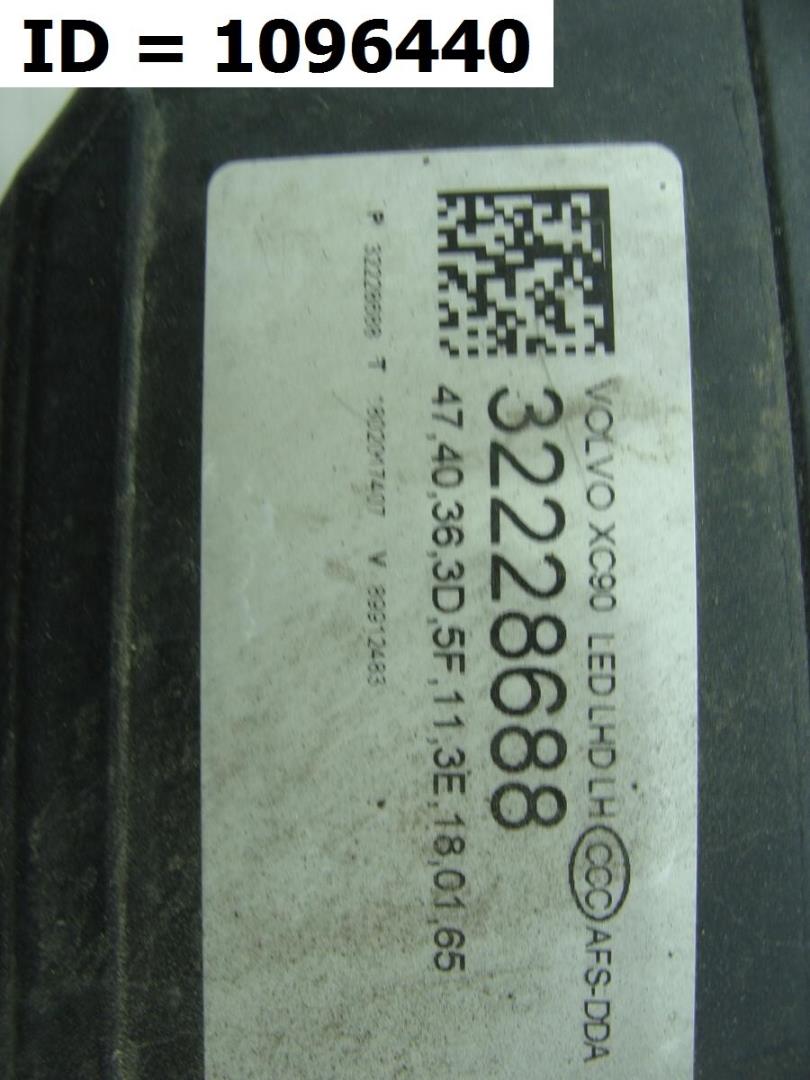 ID = 1096440
VOLVO XC90 LED LHD LH CCC AFS-DDA
32228688
47,40,36,3D,5F,11,3E,18,01,65
P 32228688 T V 89912483